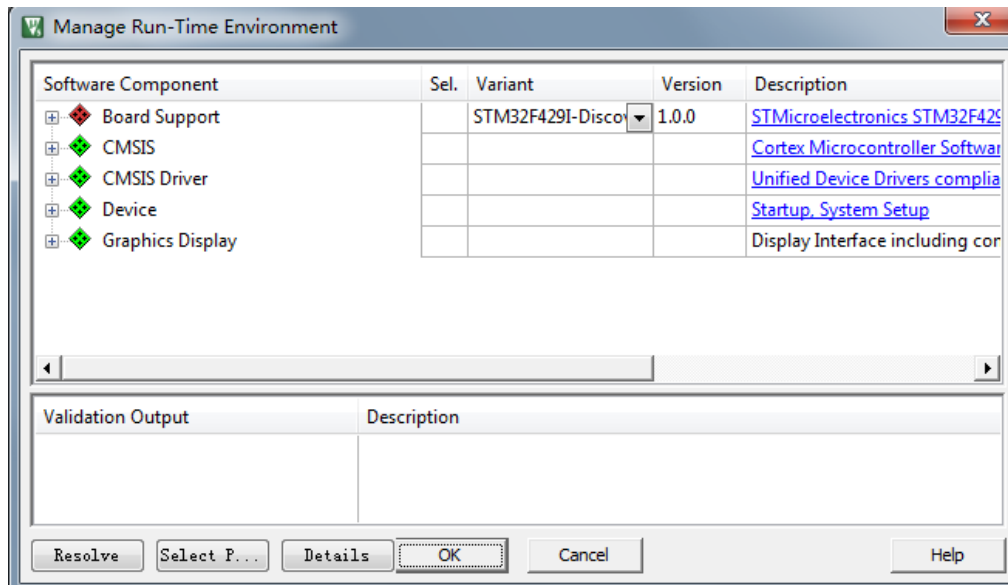 Manage Run-Time Environment
Software Component Sel. Variant Version Description
Board Support STM32F429I-Disco 1.0.0 STMicroelectronics STM32F429
CMSIS Cortex Microcontroller Softwar
CMSIS Driver Unified Device Drivers complia
Device Startup, System Setup
Graphics Display Display Interface including con
Validation Output Description
Resolve Select P... Details OK Cancel Help